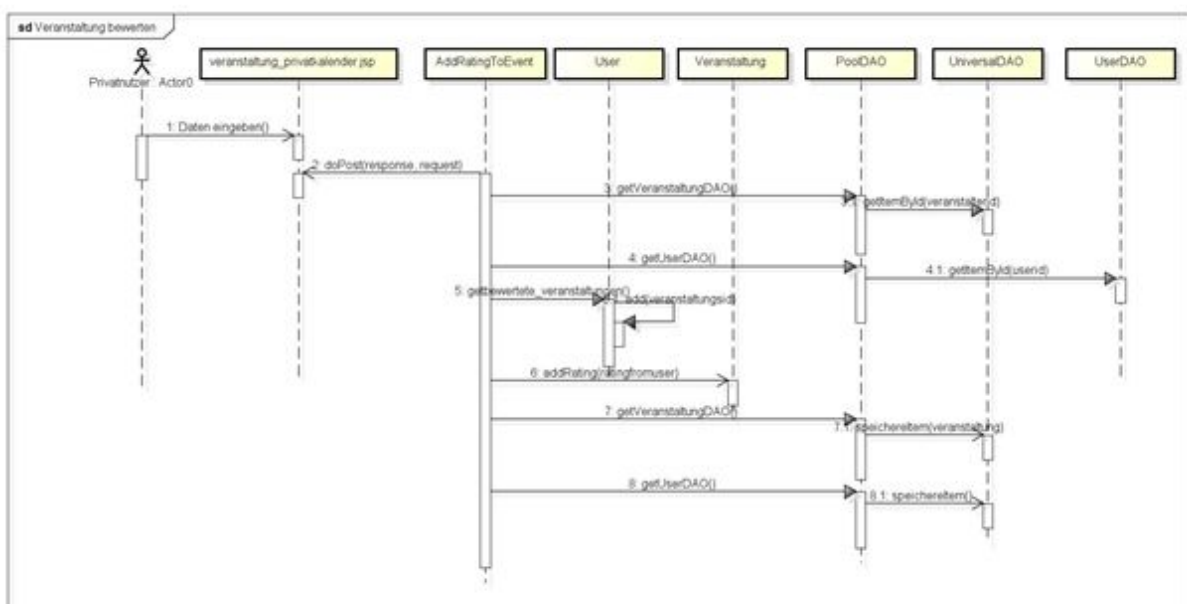 sd Veranstaltung bewerten
Privatnutzer : Actor0
veranstaltung_privatkalender.jsp
AddRatingToEvent
User
Veranstaltung
PoolDAO
UniversalDAO
UserDAO
1: Daten eingeben()
2: doPost(response, request)
3: getVeranstaltungDAO()
getItemById(veranstalterid)
4: getUserDAO()
4.1: getItemById(userid)
5: getbewertete_veranstaltungen()
add(veranstaltungsid)
6: addRating(ratingfromuser)
7: getVeranstaltungDAO()
7.1: speichereItem(veranstaltung)
8: getUserDAO()
8.1: speichereItem()